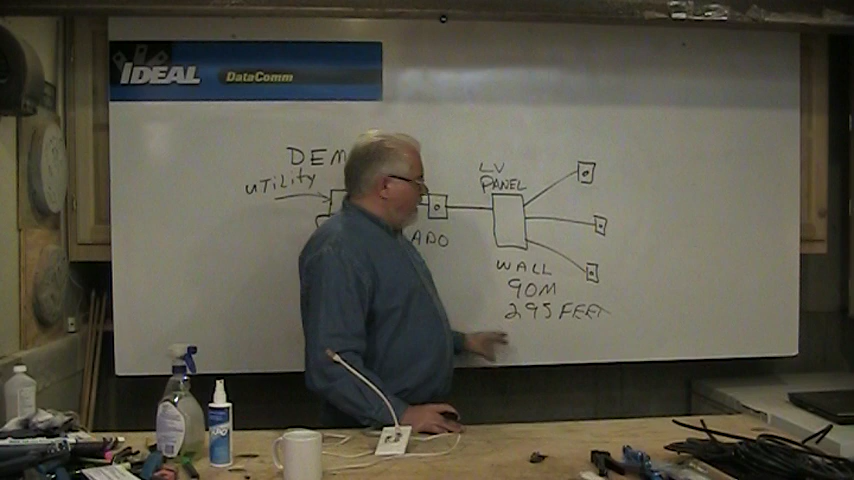 IDEAL DataComm
DEM
UTILITY
ADO
LV
PANEL
WALL
90M
295 FEET